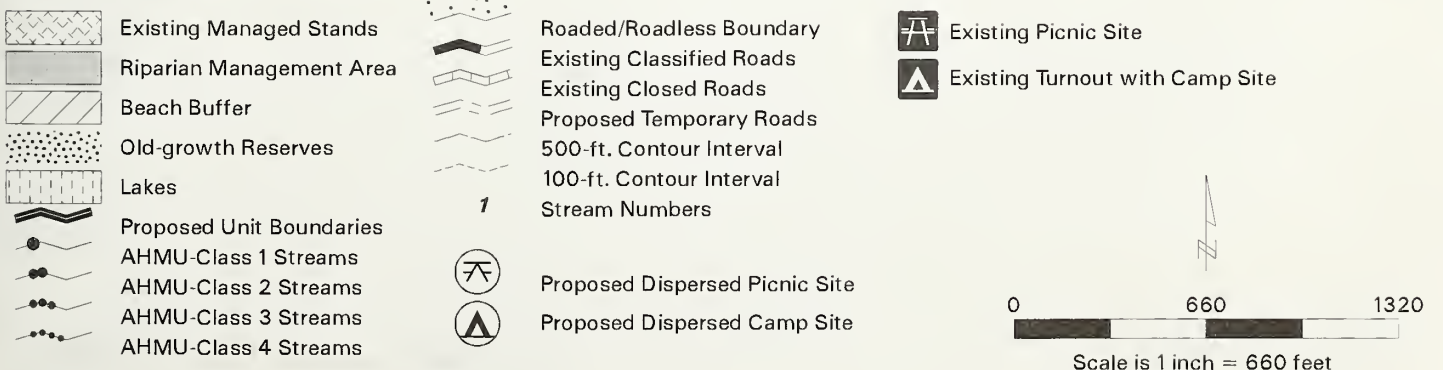 Existing Managed Stands
Riparian Management Area
Beach Buffer
Old-growth Reserves
Lakes
Proposed Unit Boundaries
AHMU-Class 1 Streams
AHMU-Class 2 Streams
AHMU-Class 3 Streams
AHMU-Class 4 Streams
Roaded/Roadless Boundary
Existing Classified Roads
Existing Closed Roads
Proposed Temporary Roads
500-ft. Contour Interval
100-ft. Contour Interval
1 Stream Numbers
Proposed Dispersed Picnic Site
Proposed Dispersed Camp Site
Existing Picnic Site
Existing Turnout with Camp Site
N
0 660 1320
Scale is 1 inch = 660 feet